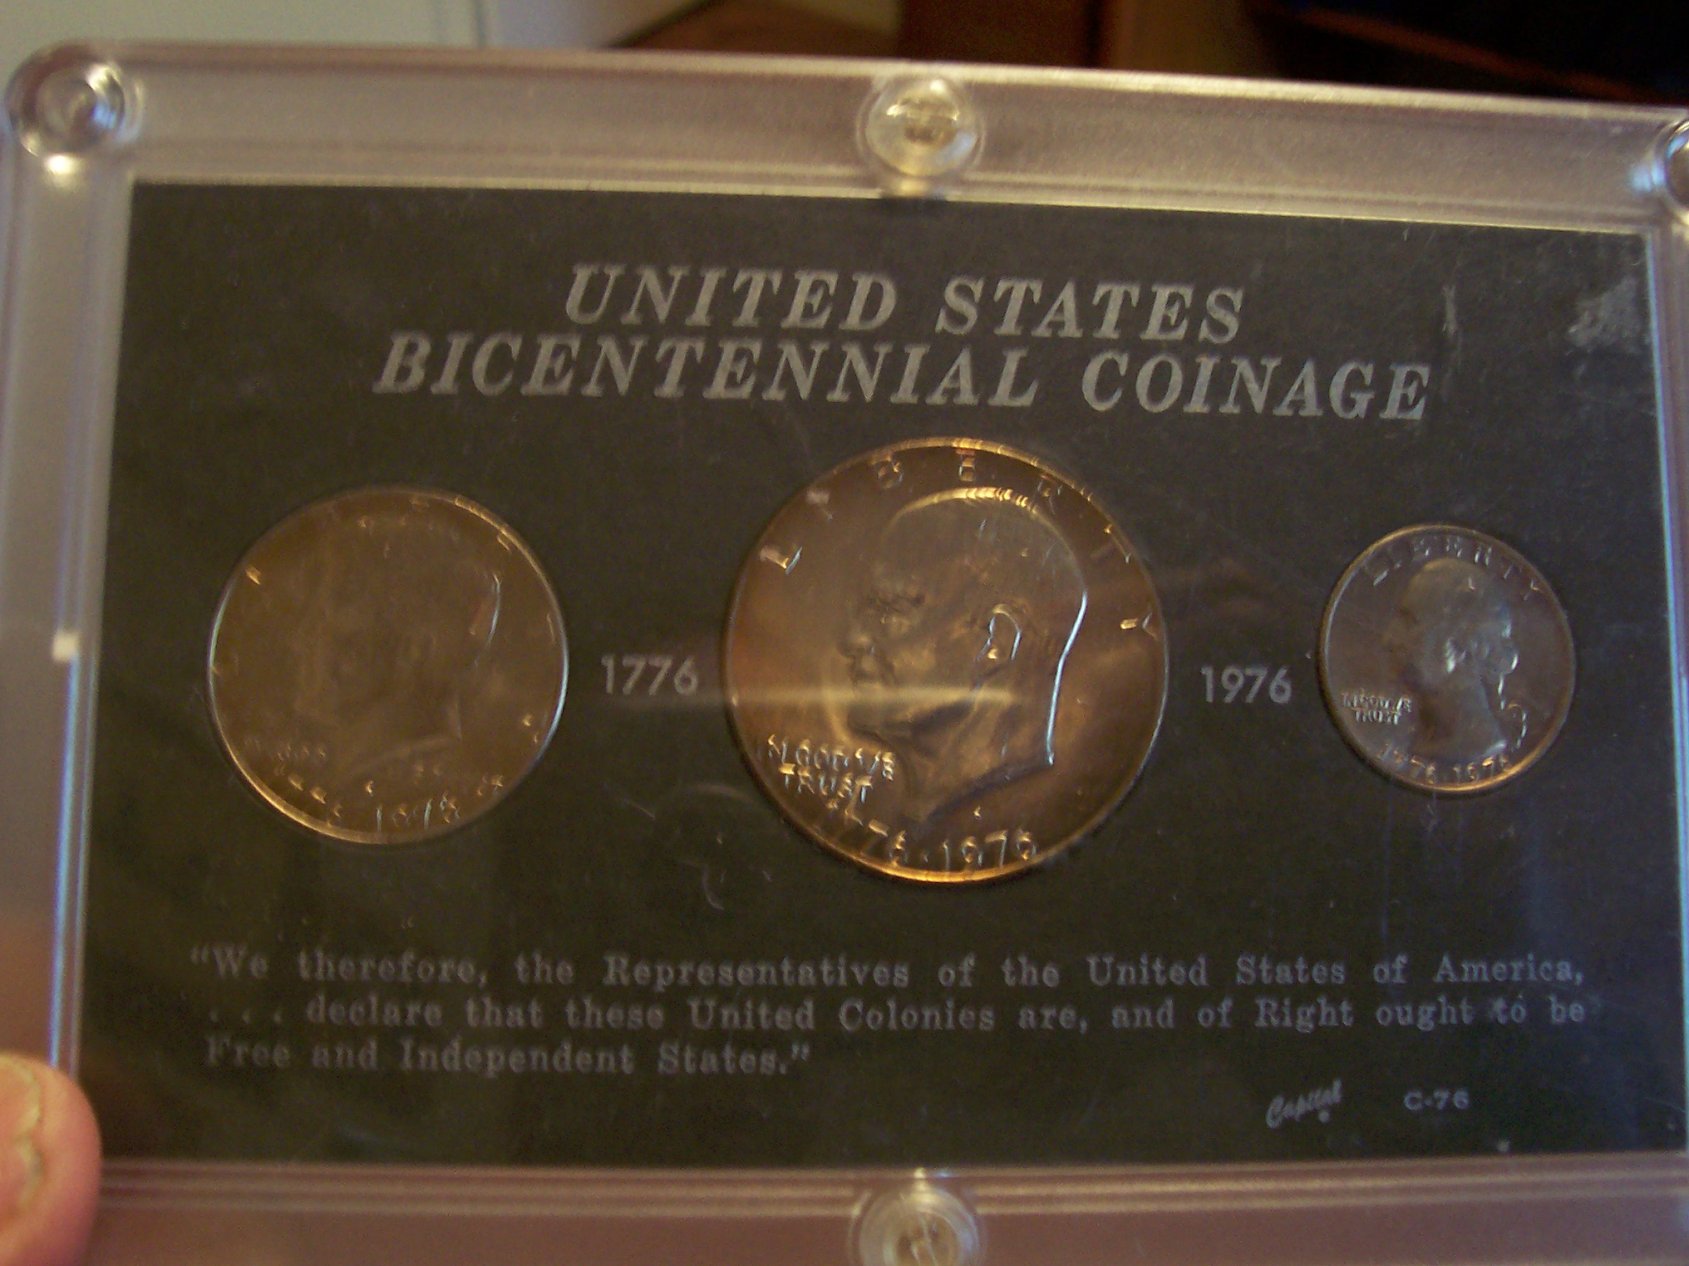 UNITED STATES
BICENTENNIAL COINAGE
LIBERTY
IN GOD WE
TRUST
1776·1976
1776
1976
LIBERTY
IN GOD WE
TRUST
1776·1976
"We therefore, the Representatives of the United States of America,
. . . declare that these United Colonies are, and of Right ought to be
Free and Independent States."
Capital C-76